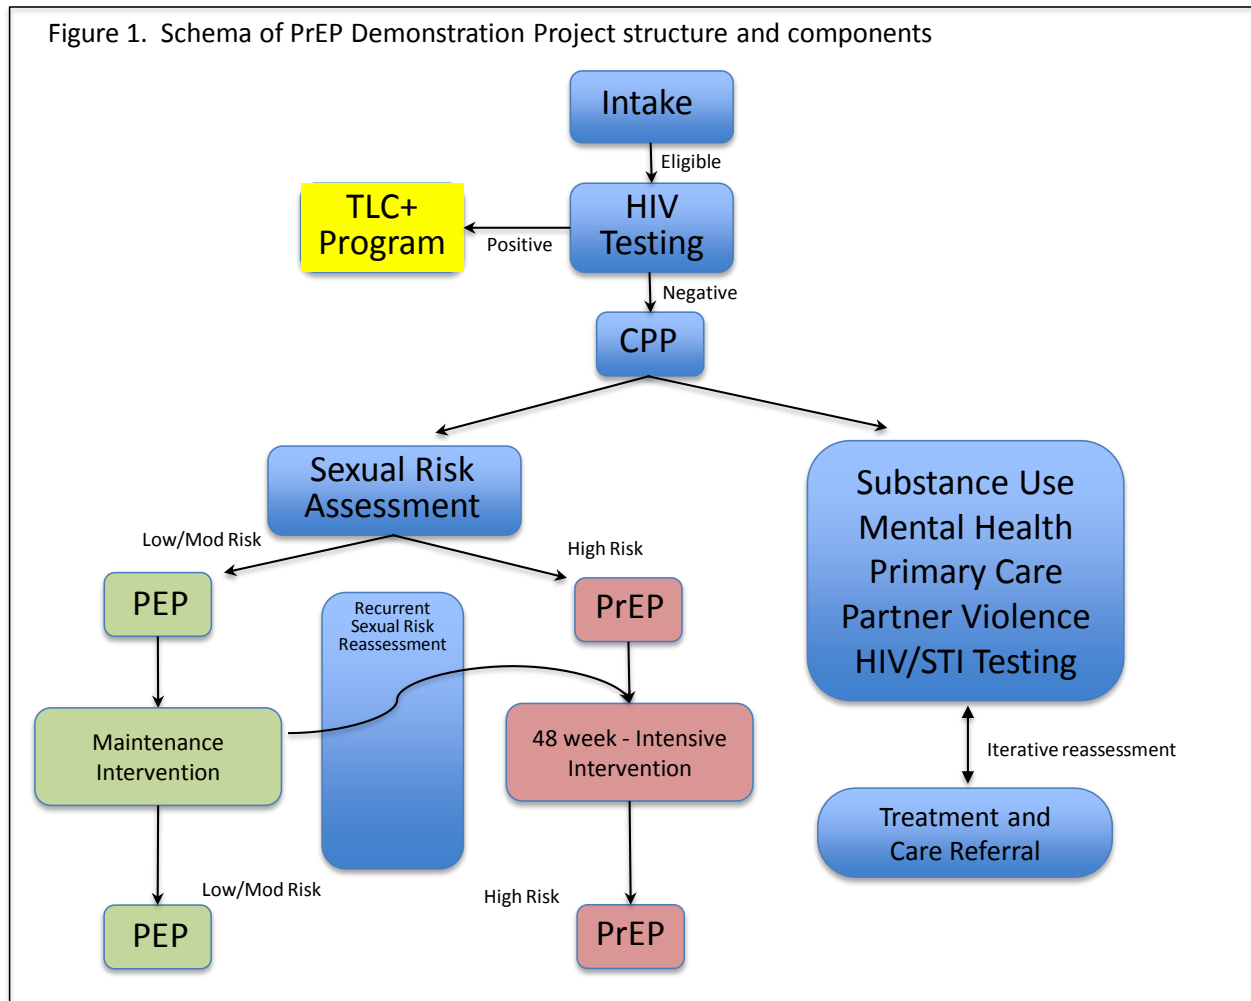 Figure 1.  Schema of PrEP Demonstration Project structure and components
Intake
Eligible
TLC+
Program
Positive
HIV
Testing
Negative
CPP
Sexual Risk
Assessment
Substance Use
Mental Health
Primary Care
Partner Violence
HIV/STI Testing
Low/Mod Risk
High Risk
PEP
Recurrent
Sexual Risk
Reassessment
PrEP
Maintenance
Intervention
48 week - Intensive
Intervention
Iterative reassessment
Treatment and
Care Referral
Low/Mod Risk
High Risk
PEP
PrEP